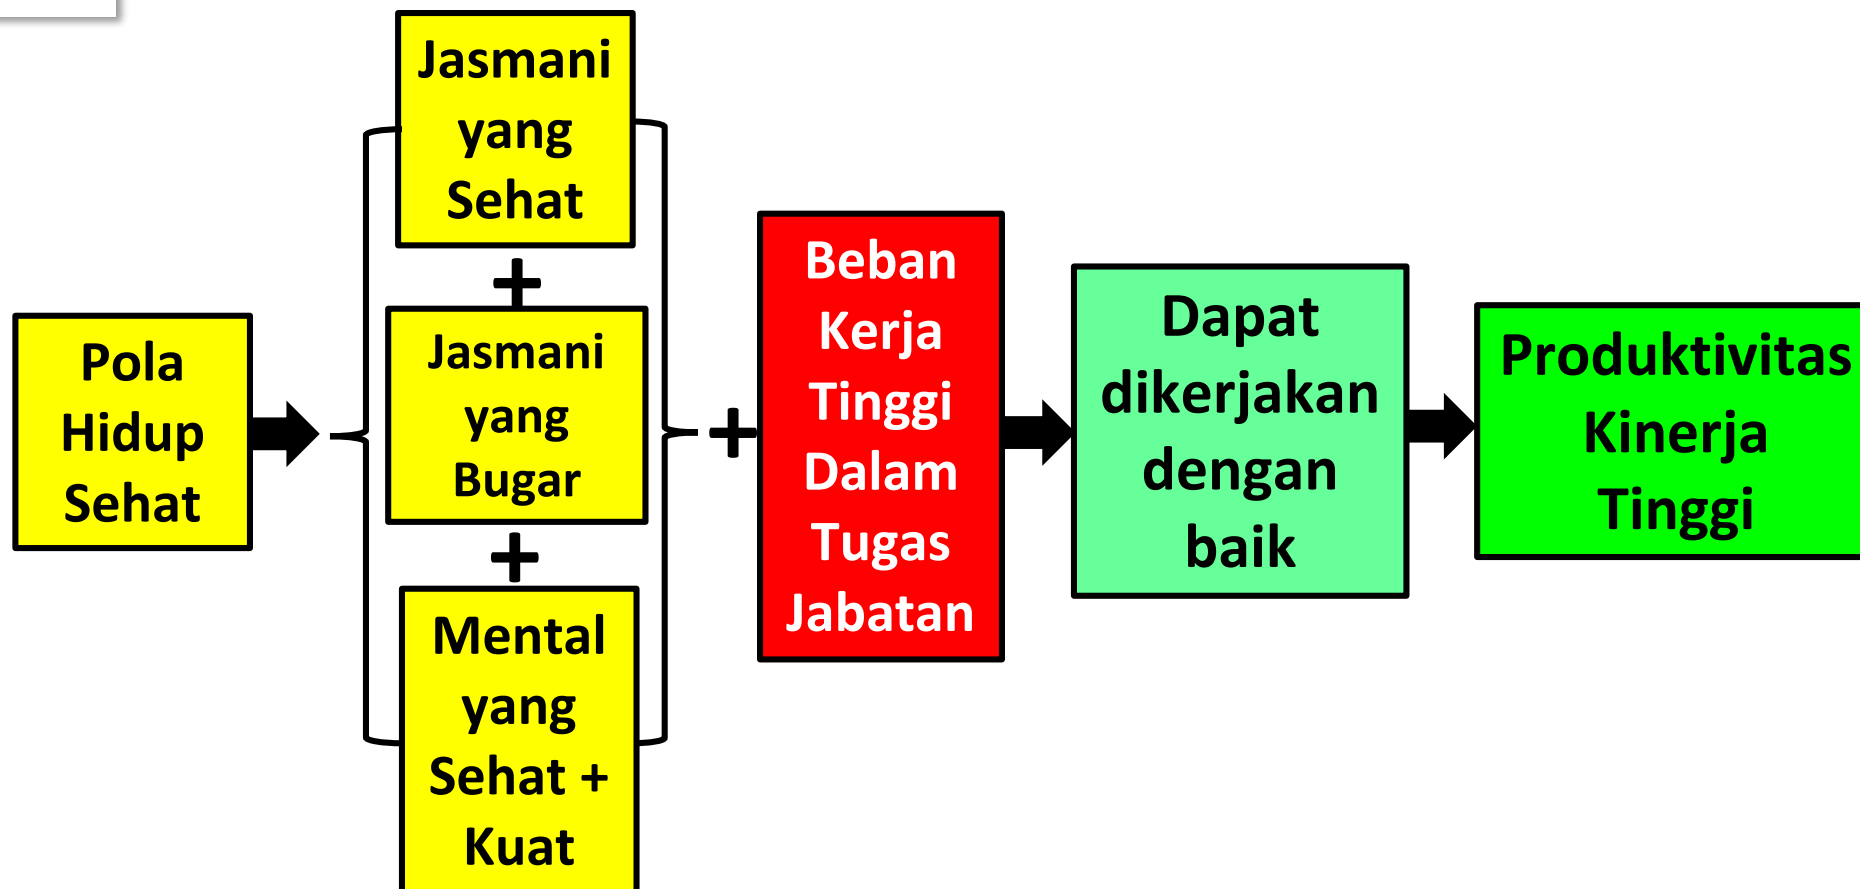 Pola
Hidup
Sehat
Jasmani
yang
Sehat
+
Jasmani
yang
Bugar
+
Mental
yang
Sehat +
Kuat
+
Beban
Kerja
Tinggi
Dalam
Tugas
Jabatan
Dapat
dikerjakan
dengan
baik
Produktivitas
Kinerja
Tinggi